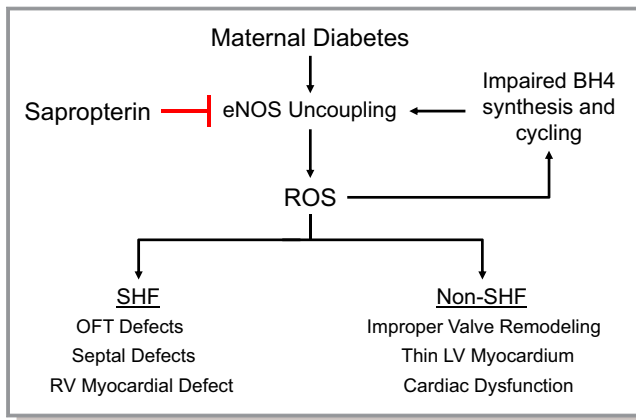 Maternal Diabetes
Sapropterin
eNOS Uncoupling
Impaired BH4
synthesis and
cycling
ROS
SHF
OFT Defects
Septal Defects
RV Myocardial Defect
Non-SHF
Improper Valve Remodeling
Thin LV Myocardium
Cardiac Dysfunction